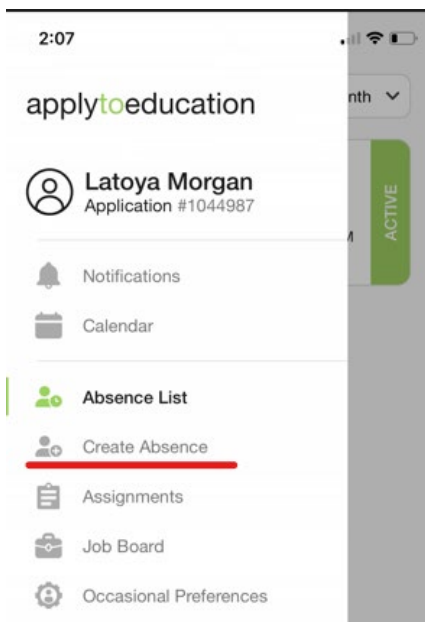 2:07
applytoeducation
nth
Latoya Morgan
Application #1044987
ACTIVE
M
Notifications
Calendar
Absence List
Create Absence
Assignments
Job Board
Occasional Preferences